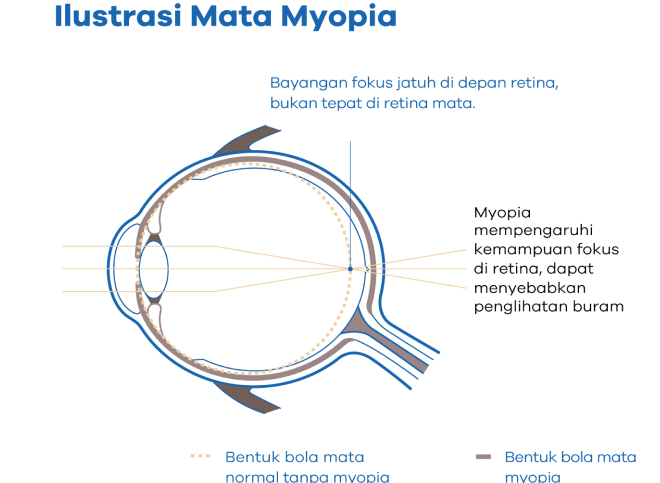 Ilustrasi Mata Myopia
Bayangan fokus jatuh di depan retina,
bukan tepat di retina mata.
Myopia
mempengaruhi
kemampuan fokus
di retina, dapat
menyebabkan
penglihatan buram
Bentuk bola mata
normal tanpa myopia
Bentuk bola mata
myopia